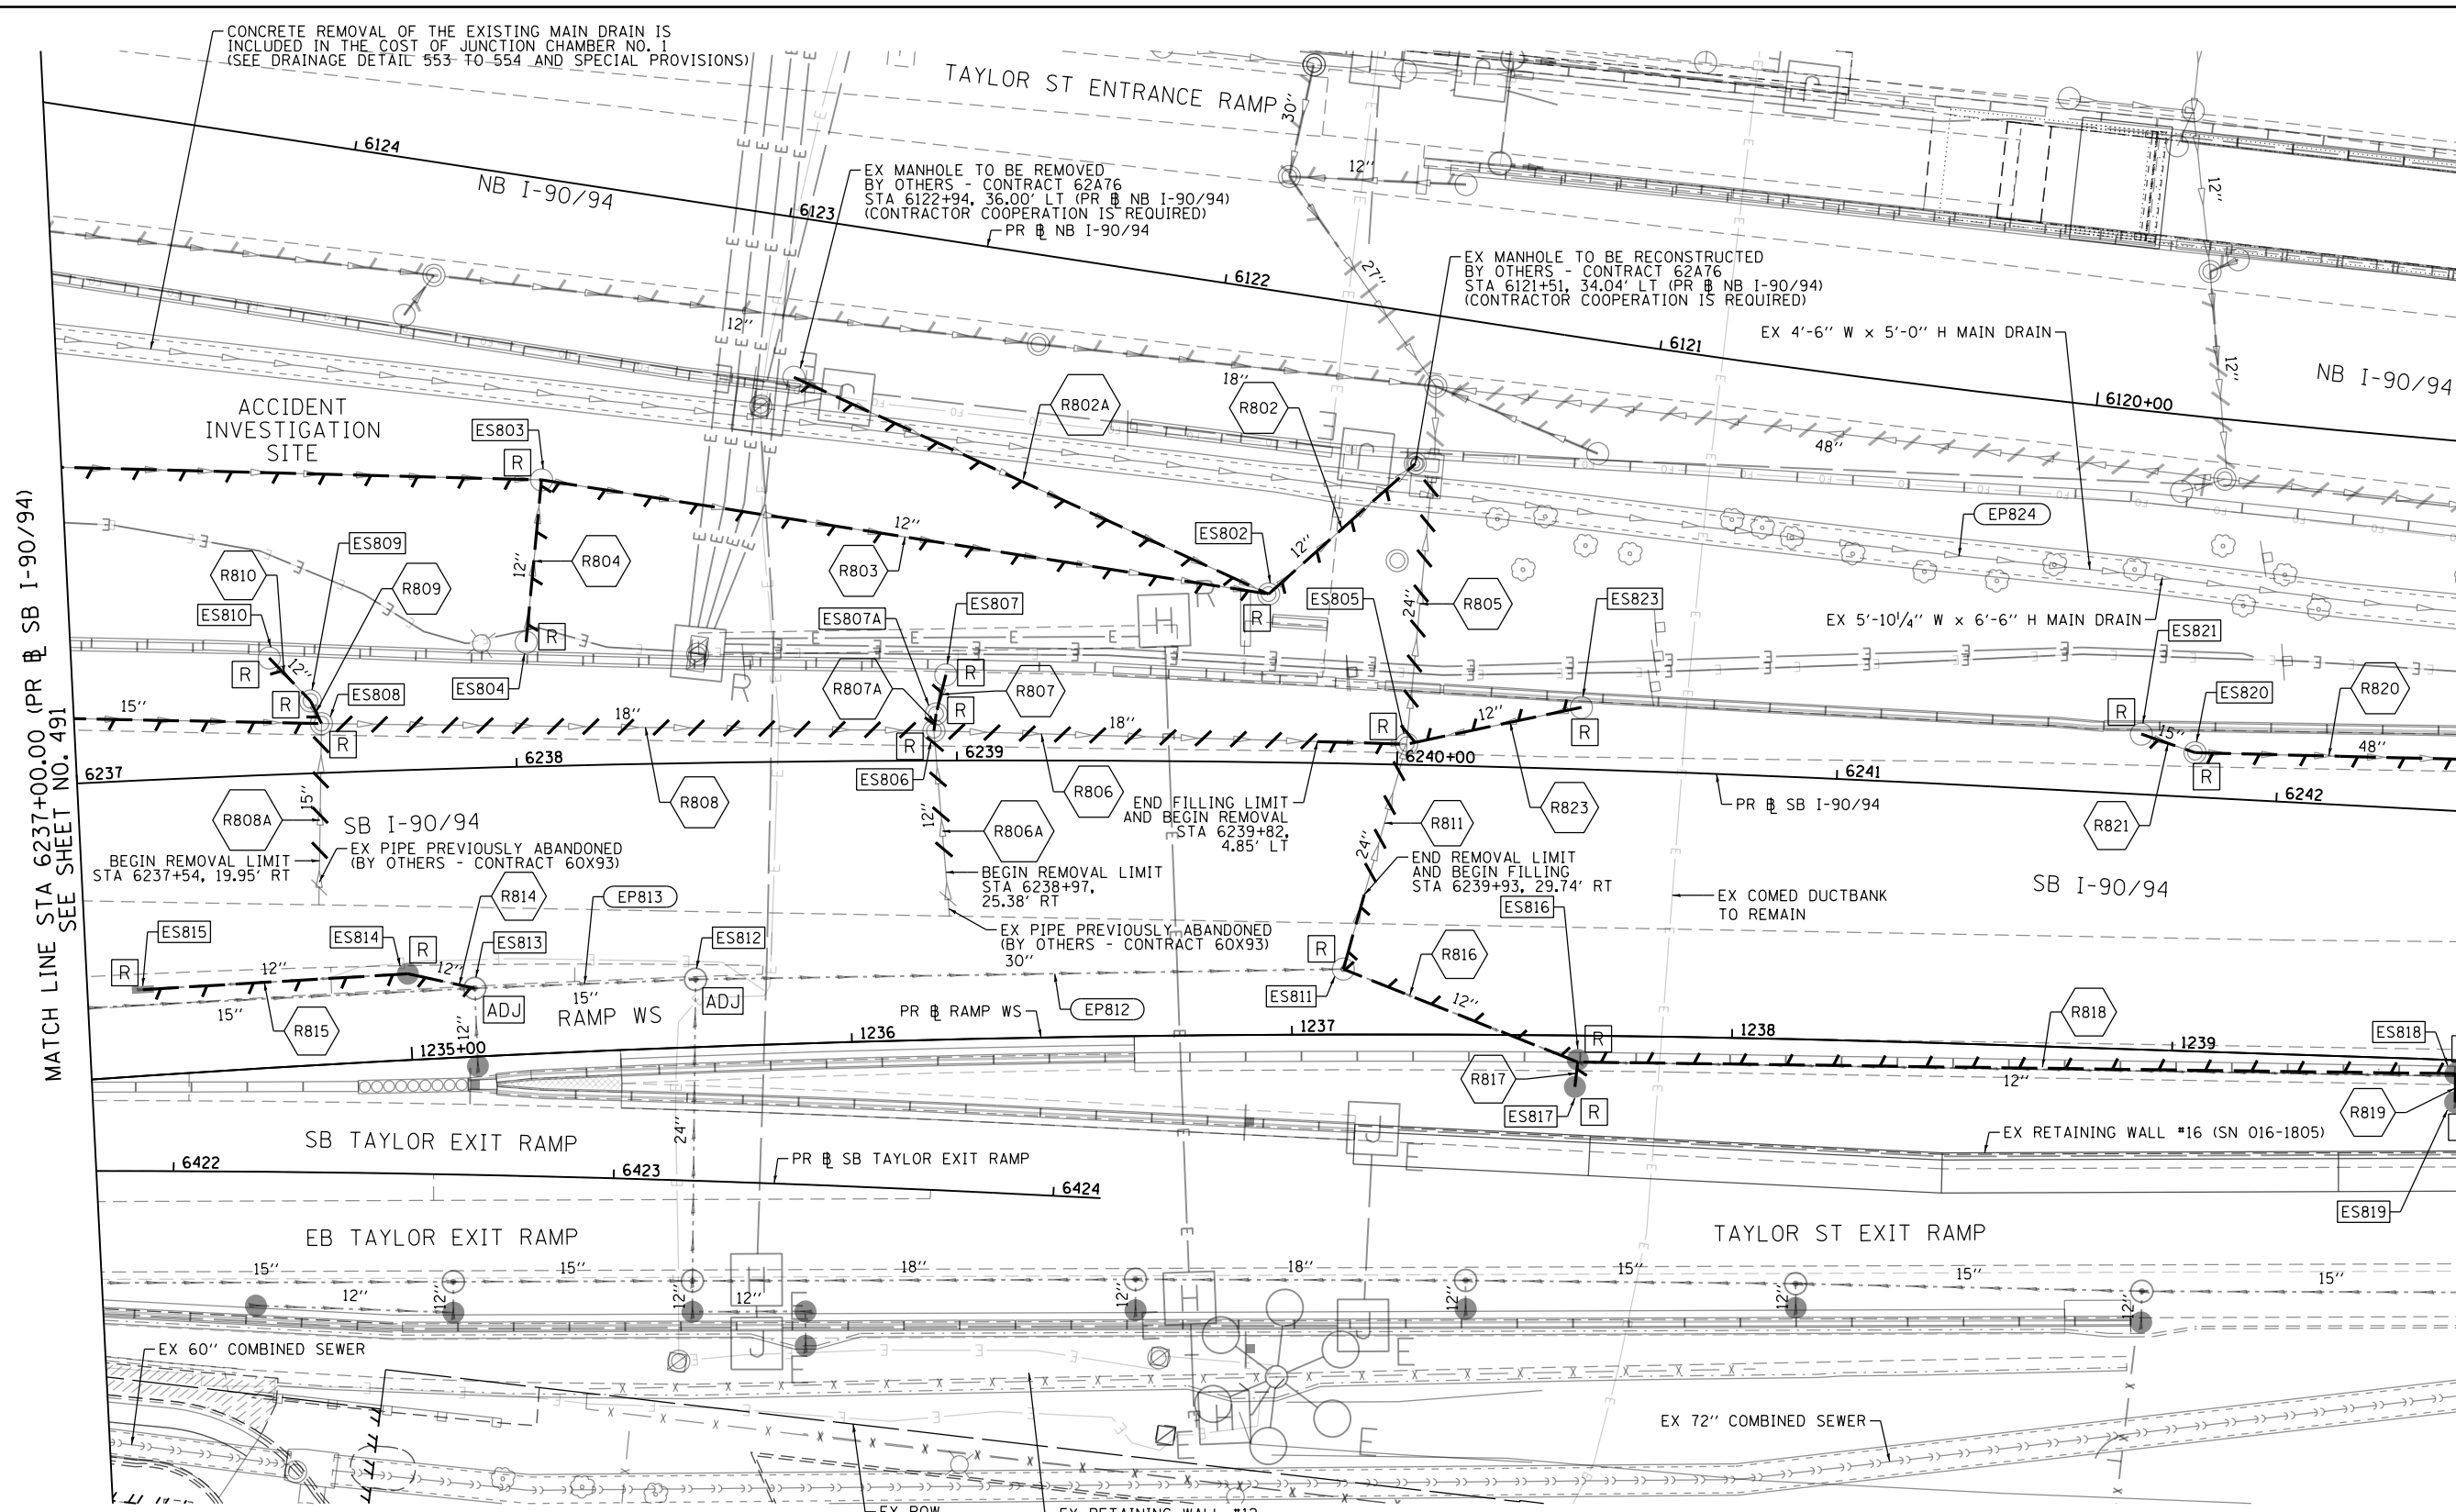 CONCRETE REMOVAL OF THE EXISTING MAIN DRAIN IS
INCLUDED IN THE COST OF JUNCTION CHAMBER NO. 1
(SEE DRAINAGE DETAIL 553 TO 554 AND SPECIAL PROVISIONS)
TAYLOR ST ENTRANCE RAMP
30''
12''
12''
6124
NB I-90/94
6123
EX MANHOLE TO BE REMOVED
BY OTHERS - CONTRACT 62A76
STA 6122+94, 36.00' LT (PR ⅊ NB I-90/94)
(CONTRACTOR COOPERATION IS REQUIRED)
PR ⅊ NB I-90/94
6122
27''
EX MANHOLE TO BE RECONSTRUCTED
BY OTHERS - CONTRACT 62A76
STA 6121+51, 34.04' LT (PR ⅊ NB I-90/94)
(CONTRACTOR COOPERATION IS REQUIRED)
EX 4'-6'' W x 5'-0'' H MAIN DRAIN
6121
12''
NB I-90/94
6120+00
12''
18''
48''
ACCIDENT
INVESTIGATION
SITE
ES803
R
R802A
R802
EP824
MATCH LINE STA 6237+00.00 (PR ⅊ SB I-90/94)
SEE SHEET NO. 491
ES809
R810
R809
ES810
12''
R804
12''
R803
ES802
12''
R
ES807A
ES807
H
ES805
24''
R805
ES823
EX 5'-10¼'' W x 6'-6'' H MAIN DRAIN
ES821
R
12''
R
ES808
R
ES804
R
R807A
R
R807
R
R
12''
R
R
15''
ES820
R820
15''
R
18''
R
18''
48''
R
6237
6238
ES806
6239
6240+00
6241
6242
R808A
15''
R808
12''
R806A
R806
END FILLING LIMIT
AND BEGIN REMOVAL
STA 6239+82,
4.85' LT
R811
24''
R823
PR ⅊ SB I-90/94
R821
SB I-90/94
BEGIN REMOVAL LIMIT
STA 6237+54, 19.95' RT
EX PIPE PREVIOUSLY ABANDONED
(BY OTHERS - CONTRACT 60X93)
BEGIN REMOVAL LIMIT
STA 6238+97,
25.38' RT
END REMOVAL LIMIT
AND BEGIN FILLING
STA 6239+93, 29.74' RT
SB I-90/94
R814
EP813
ES816
EX COMED DUCTBANK
TO REMAIN
ES815
ES814
R
ES813
ES812
EX PIPE PREVIOUSLY ABANDONED
(BY OTHERS - CONTRACT 60X93)
30''
R
R816
R
12''
12''
15''
R815
ADJ
15''
RAMP WS
ADJ
PR ⅊ RAMP WS
EP812
ES811
12''
R818
12''
1235+00
1236
1237
R
1238
1239
ES818
R817
12''
ES817
R
R819
SB TAYLOR EXIT RAMP
24''
J
EX RETAINING WALL #16 (SN 016-1805)
6422
6423
PR ⅊ SB TAYLOR EXIT RAMP
6424
ES819
EB TAYLOR EXIT RAMP
TAYLOR ST EXIT RAMP
15''
15''
18''
18''
15''
15''
15''
12''
12''
12''
12''
H
12''
H
12''
J
12''
12''
J
EX 60'' COMBINED SEWER
H
EX 72'' COMBINED SEWER
EX ROW
EX RETAINING WALL #12